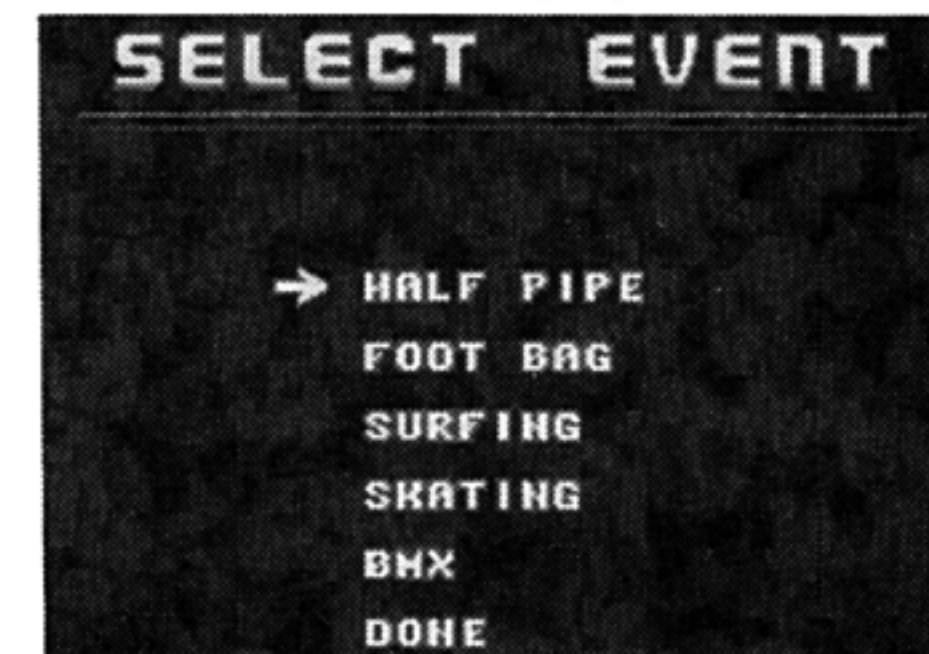 SELECT EVENT
HALF PIPE
FOOT BAG
SURFING
SKATING
BMX
DONE